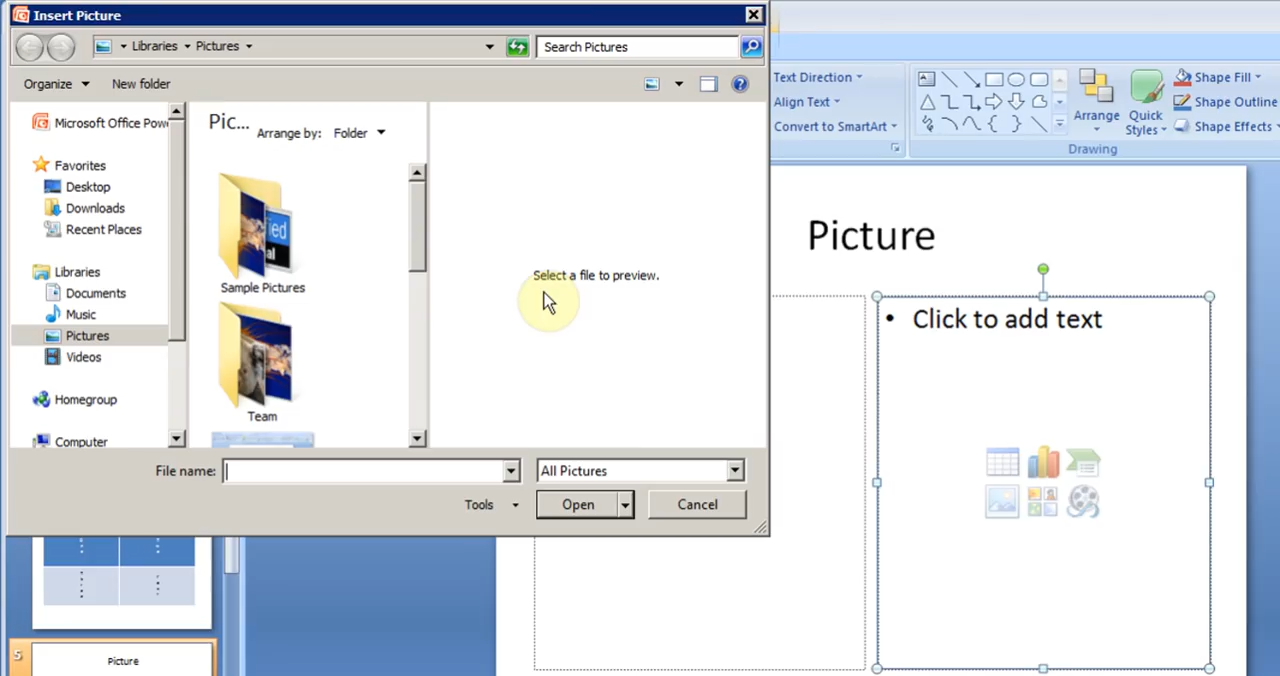 Insert Picture
Libraries Pictures
Search Pictures
Organize New folder
Microsoft Office Pow
Favorites
Desktop
Downloads
Recent Places
Libraries
Documents
Music
Pictures
Videos
Homegroup
Computer
Pic... Arrange by: Folder
Sample Pictures
Team
Select a file to preview.
File name: All Pictures
Tools Open Cancel
Text Direction
Align Text
Convert to SmartArt
Arrange
Quick
Styles
Shape Fill
Shape Outline
Shape Effects
Drawing
Picture
• Click to add text
5
Picture